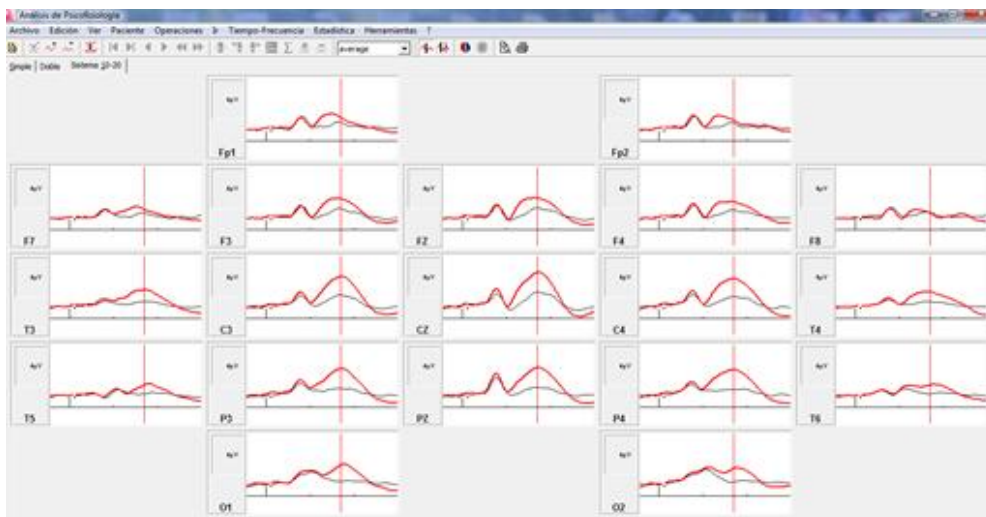 Análisis de Psicofisiología
Archivo Edición Ver Paciente Operaciones Tiempo-Frecuencia Estadística Herramientas ?
average
Simple Doble Sistema 10-20
Fp1 Fp2
F7 F3 FZ F4 F8
T3 C3 CZ C4 T4
T5 P3 PZ P4 T6
O1 O2